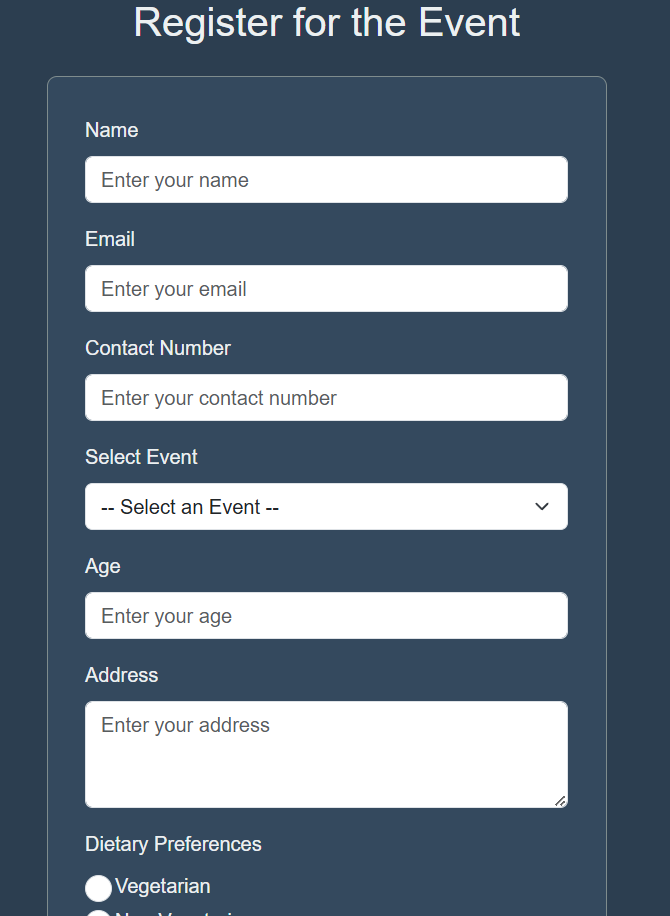 Register for the Event
Name
Enter your name
Email
Enter your email
Contact Number
Enter your contact number
Select Event
-- Select an Event --
Age
Enter your age
Address
Enter your address
Dietary Preferences
Vegetarian